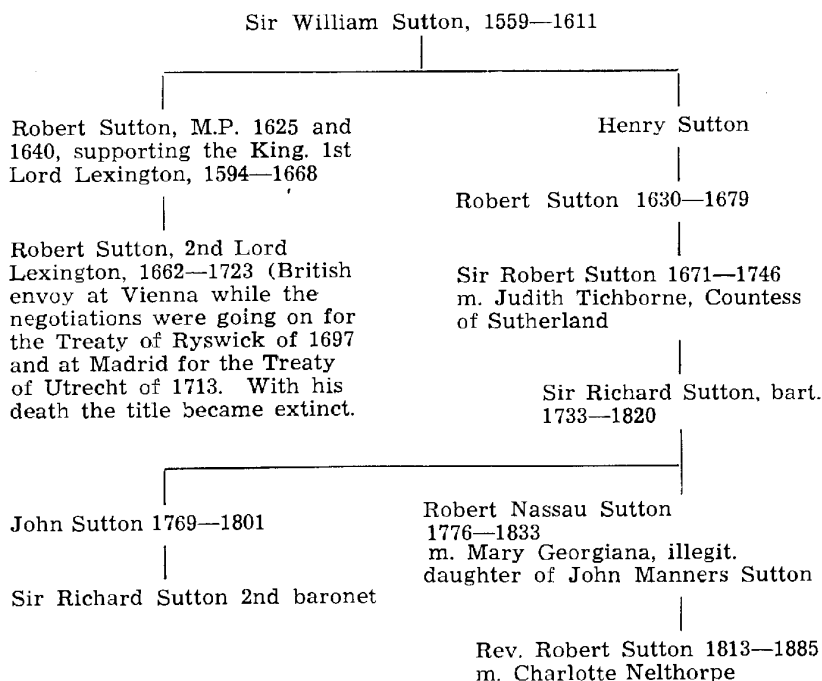 Sir William Sutton, 1559—1611
Robert Sutton, M.P. 1625 and
1640, supporting the King. 1st
Lord Lexington, 1594—1668
Henry Sutton
Robert Sutton 1630—1679
Robert Sutton, 2nd Lord
Lexington, 1662—1723 (British
envoy at Vienna while the
negotiations were going on for
the Treaty of Ryswick of 1697
and at Madrid for the Treaty
of Utrecht of 1713. With his
death the title became extinct.
Sir Robert Sutton 1671—1746
m. Judith Tichborne, Countess
of Sutherland
Sir Richard Sutton, bart.
1733—1820
John Sutton 1769—1801
Sir Richard Sutton 2nd baronet
Robert Nassau Sutton
1776—1833
m. Mary Georgiana, illegit.
daughter of John Manners Sutton
Rev. Robert Sutton 1813—1885
m. Charlotte Nelthorpe